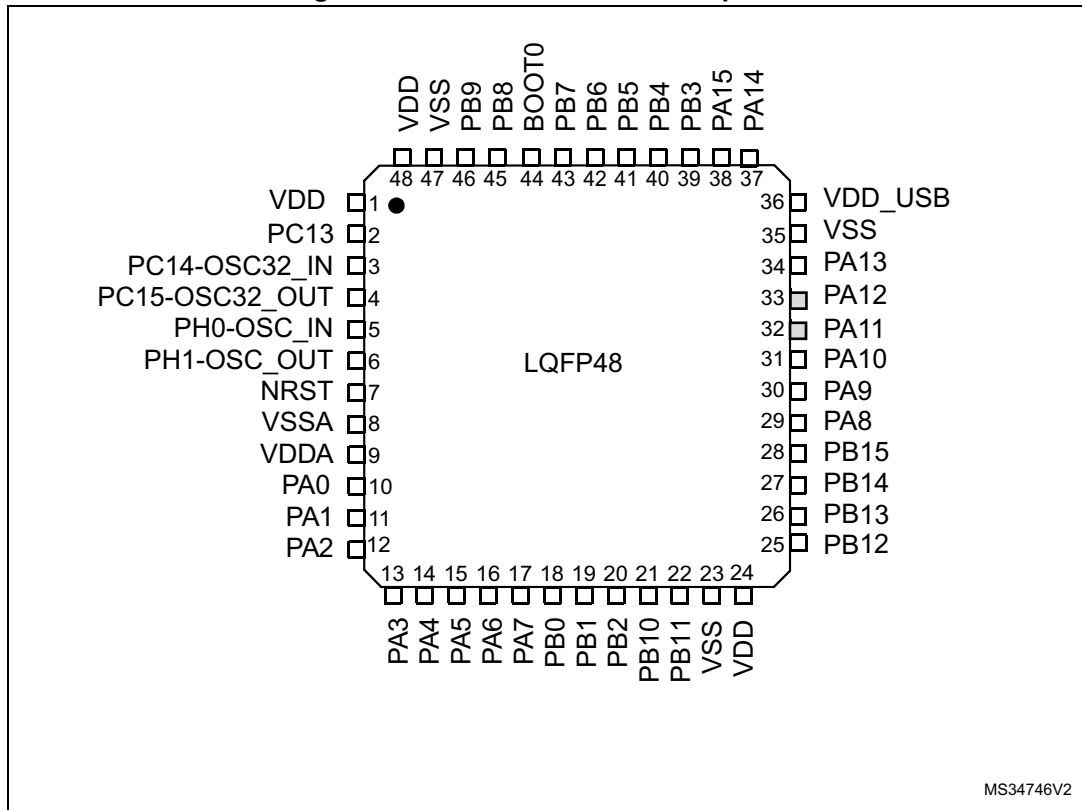 VDD
VSS
PB9
PB8
BOOT0
PB7
PB6
PB5
PB4
PB3
PA15
PA14
48 47 46 45 44 43 42 41 40 39 38 37
VDD 1
PC13 2
PC14-OSC32_IN 3
PC15-OSC32_OUT 4
PH0-OSC_IN 5
PH1-OSC_OUT 6
NRST 7
VSSA 8
VDDA 9
PA0 10
PA1 11
PA2 12
LQFP48
36 VDD_USB
35 VSS
34 PA13
33 PA12
32 PA11
31 PA10
30 PA9
29 PA8
28 PB15
27 PB14
26 PB13
25 PB12
13 14 15 16 17 18 19 20 21 22 23 24
PA3
PA4
PA5
PA6
PA7
PB0
PB1
PB2
PB10
PB11
VSS
VDD
MS34746V2